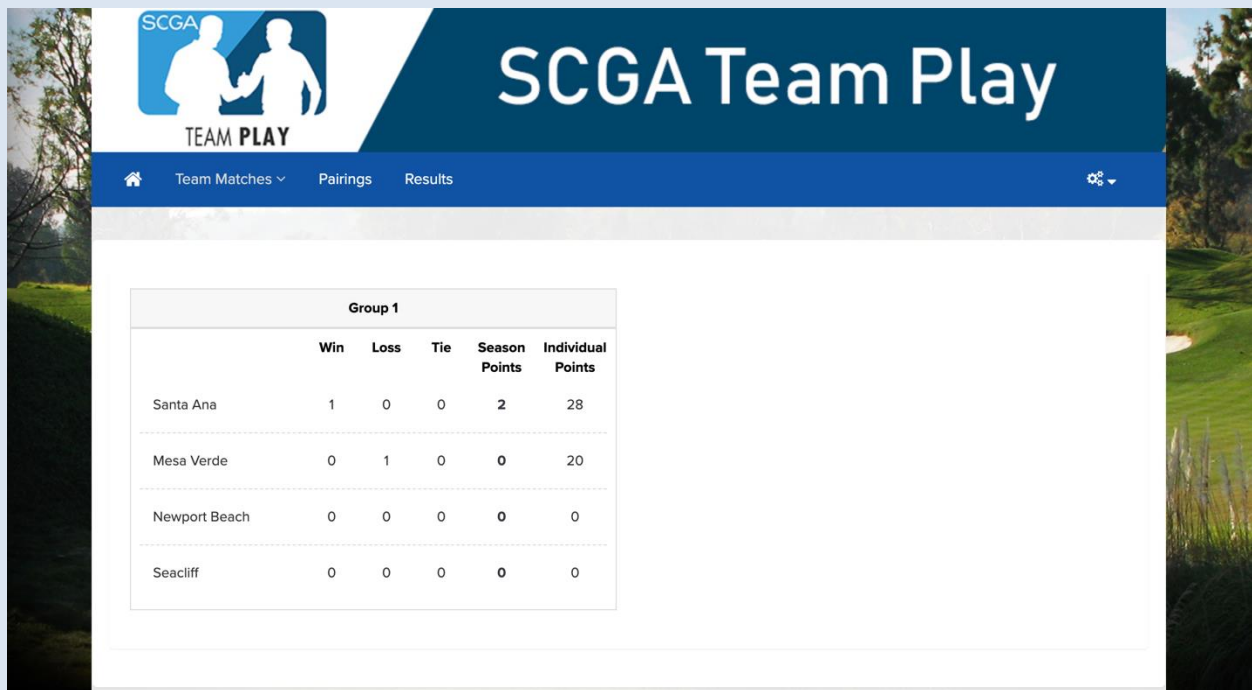 SCGA
TEAM PLAY
SCGA Team Play
Team Matches Pairings Results
Group 1
Win Loss Tie Season Points Individual Points
Santa Ana 1 0 0 2 28
Mesa Verde 0 1 0 0 20
Newport Beach 0 0 0 0 0
Seacliff 0 0 0 0 0